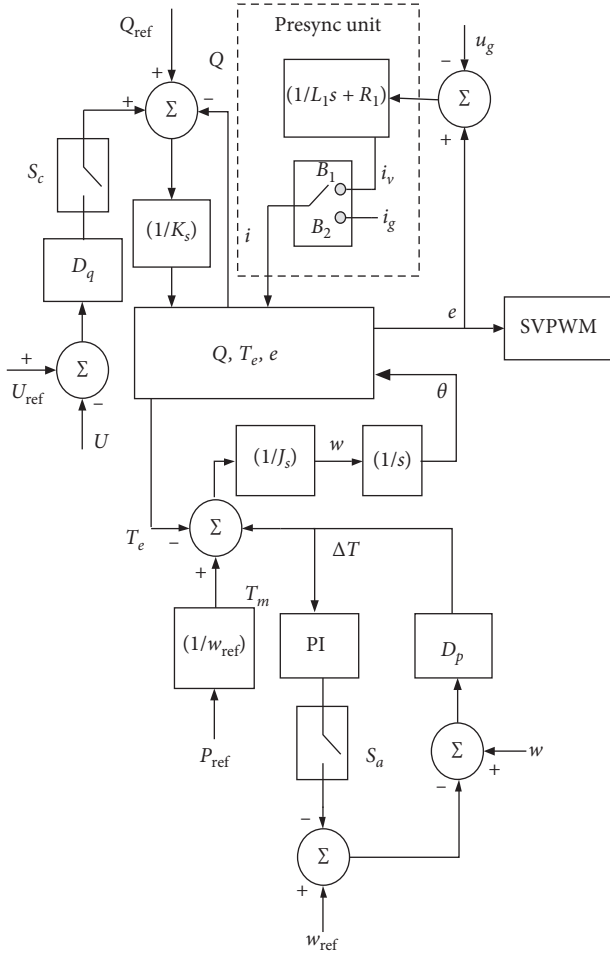 Presync unit
Q_ref
Q
u_g
+
+
−
Σ
−
Σ
+
(1/L_1s + R_1)
S_c
B_1
i_v
B_2
i_g
(1/K_s)
i
D_q
e
SVPWM
Q, T_e, e
+
Σ
U_ref
−
U
θ
(1/J_s)
w
(1/s)
T_e
−
Σ
+
ΔT
T_m
(1/w_ref)
PI
D_p
P_ref
S_a
Σ
w
−
+
−
Σ
+
w_ref